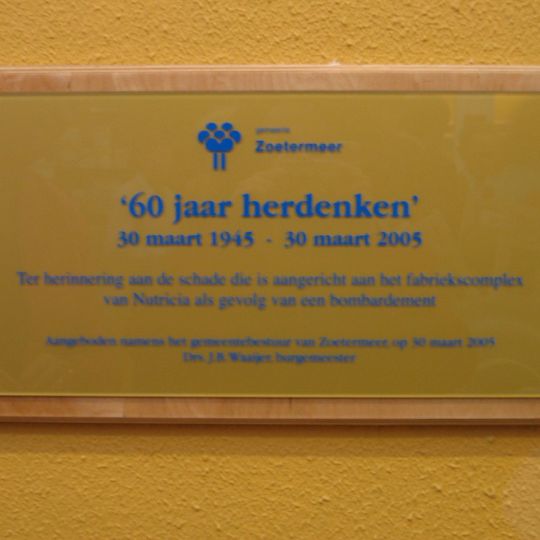 gemeente
Zoetermeer
‘60 jaar herdenken’
30 maart 1945 - 30 maart 2005
Ter herinnering aan de schade die is aangericht aan het fabriekscomplex
van Nutricia als gevolg van een bombardement
Aangeboden namens het gemeentebestuur van Zoetermeer, op 30 maart 2005
Drs. J.B. Waaijer, burgemeester